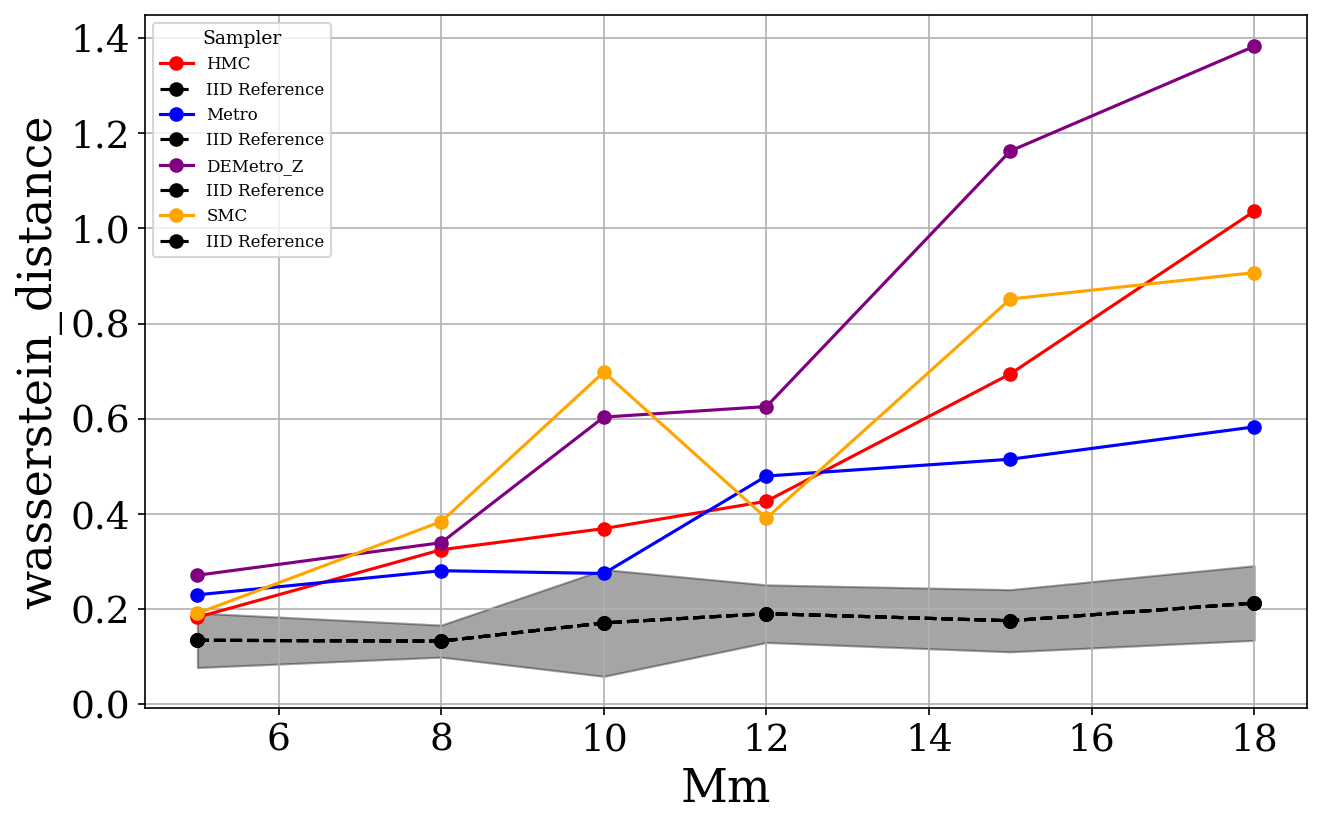 wasserstein_distance
1.4
1.2
1.0
0.8
0.6
0.4
0.2
0.0
Sampler
HMC
IID Reference
Metro
IID Reference
DEMetro_Z
IID Reference
SMC
IID Reference
6 8 10 12 14 16 18
Mm